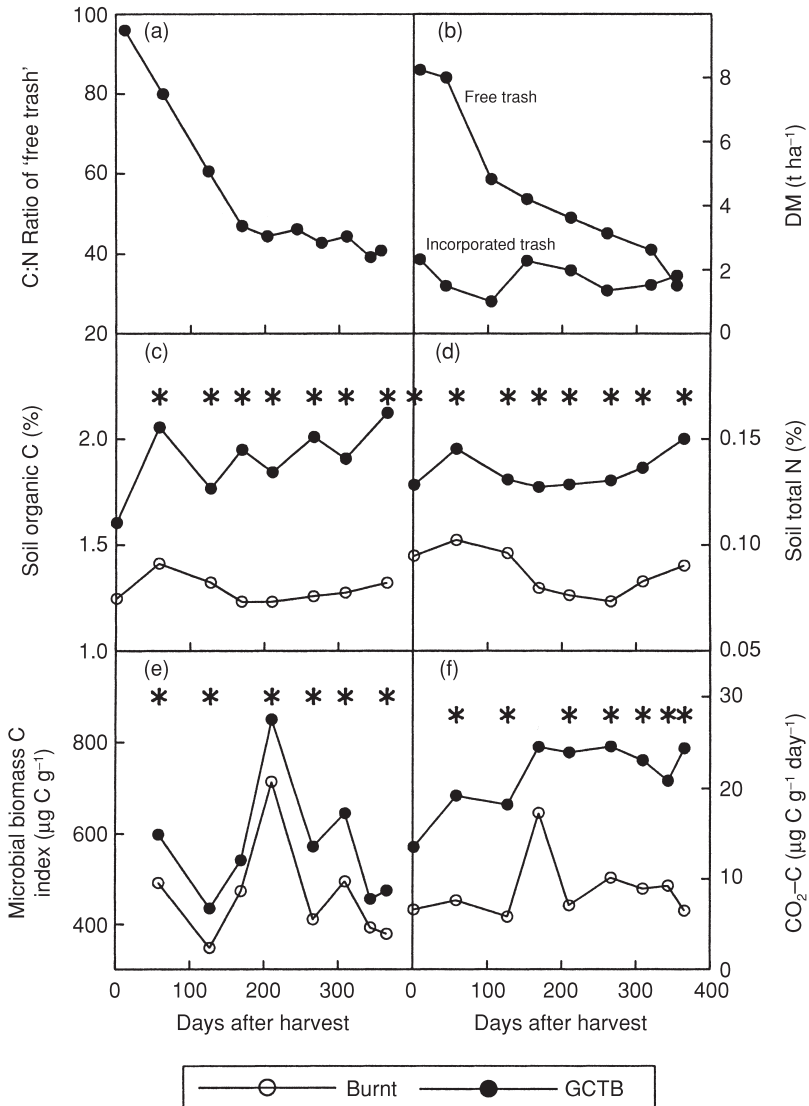 (a)
(b)
100
80
60
40
20
C:N Ratio of 'free trash'
Free trash
Incorporated trash
8
6
4
2
0
DM (t ha⁻¹)
(c)
(d)
2.0
1.5
1.0
Soil organic C (%)
0.15
0.10
0.05
Soil total N (%)
(e)
(f)
800
600
400
Microbial biomass C
index (µg C g⁻¹)
30
20
10
0
CO₂–C (µg C g⁻¹ day⁻¹)
0 100 200 300 0 100 200 300 400
Days after harvest Days after harvest
Burnt GCTB